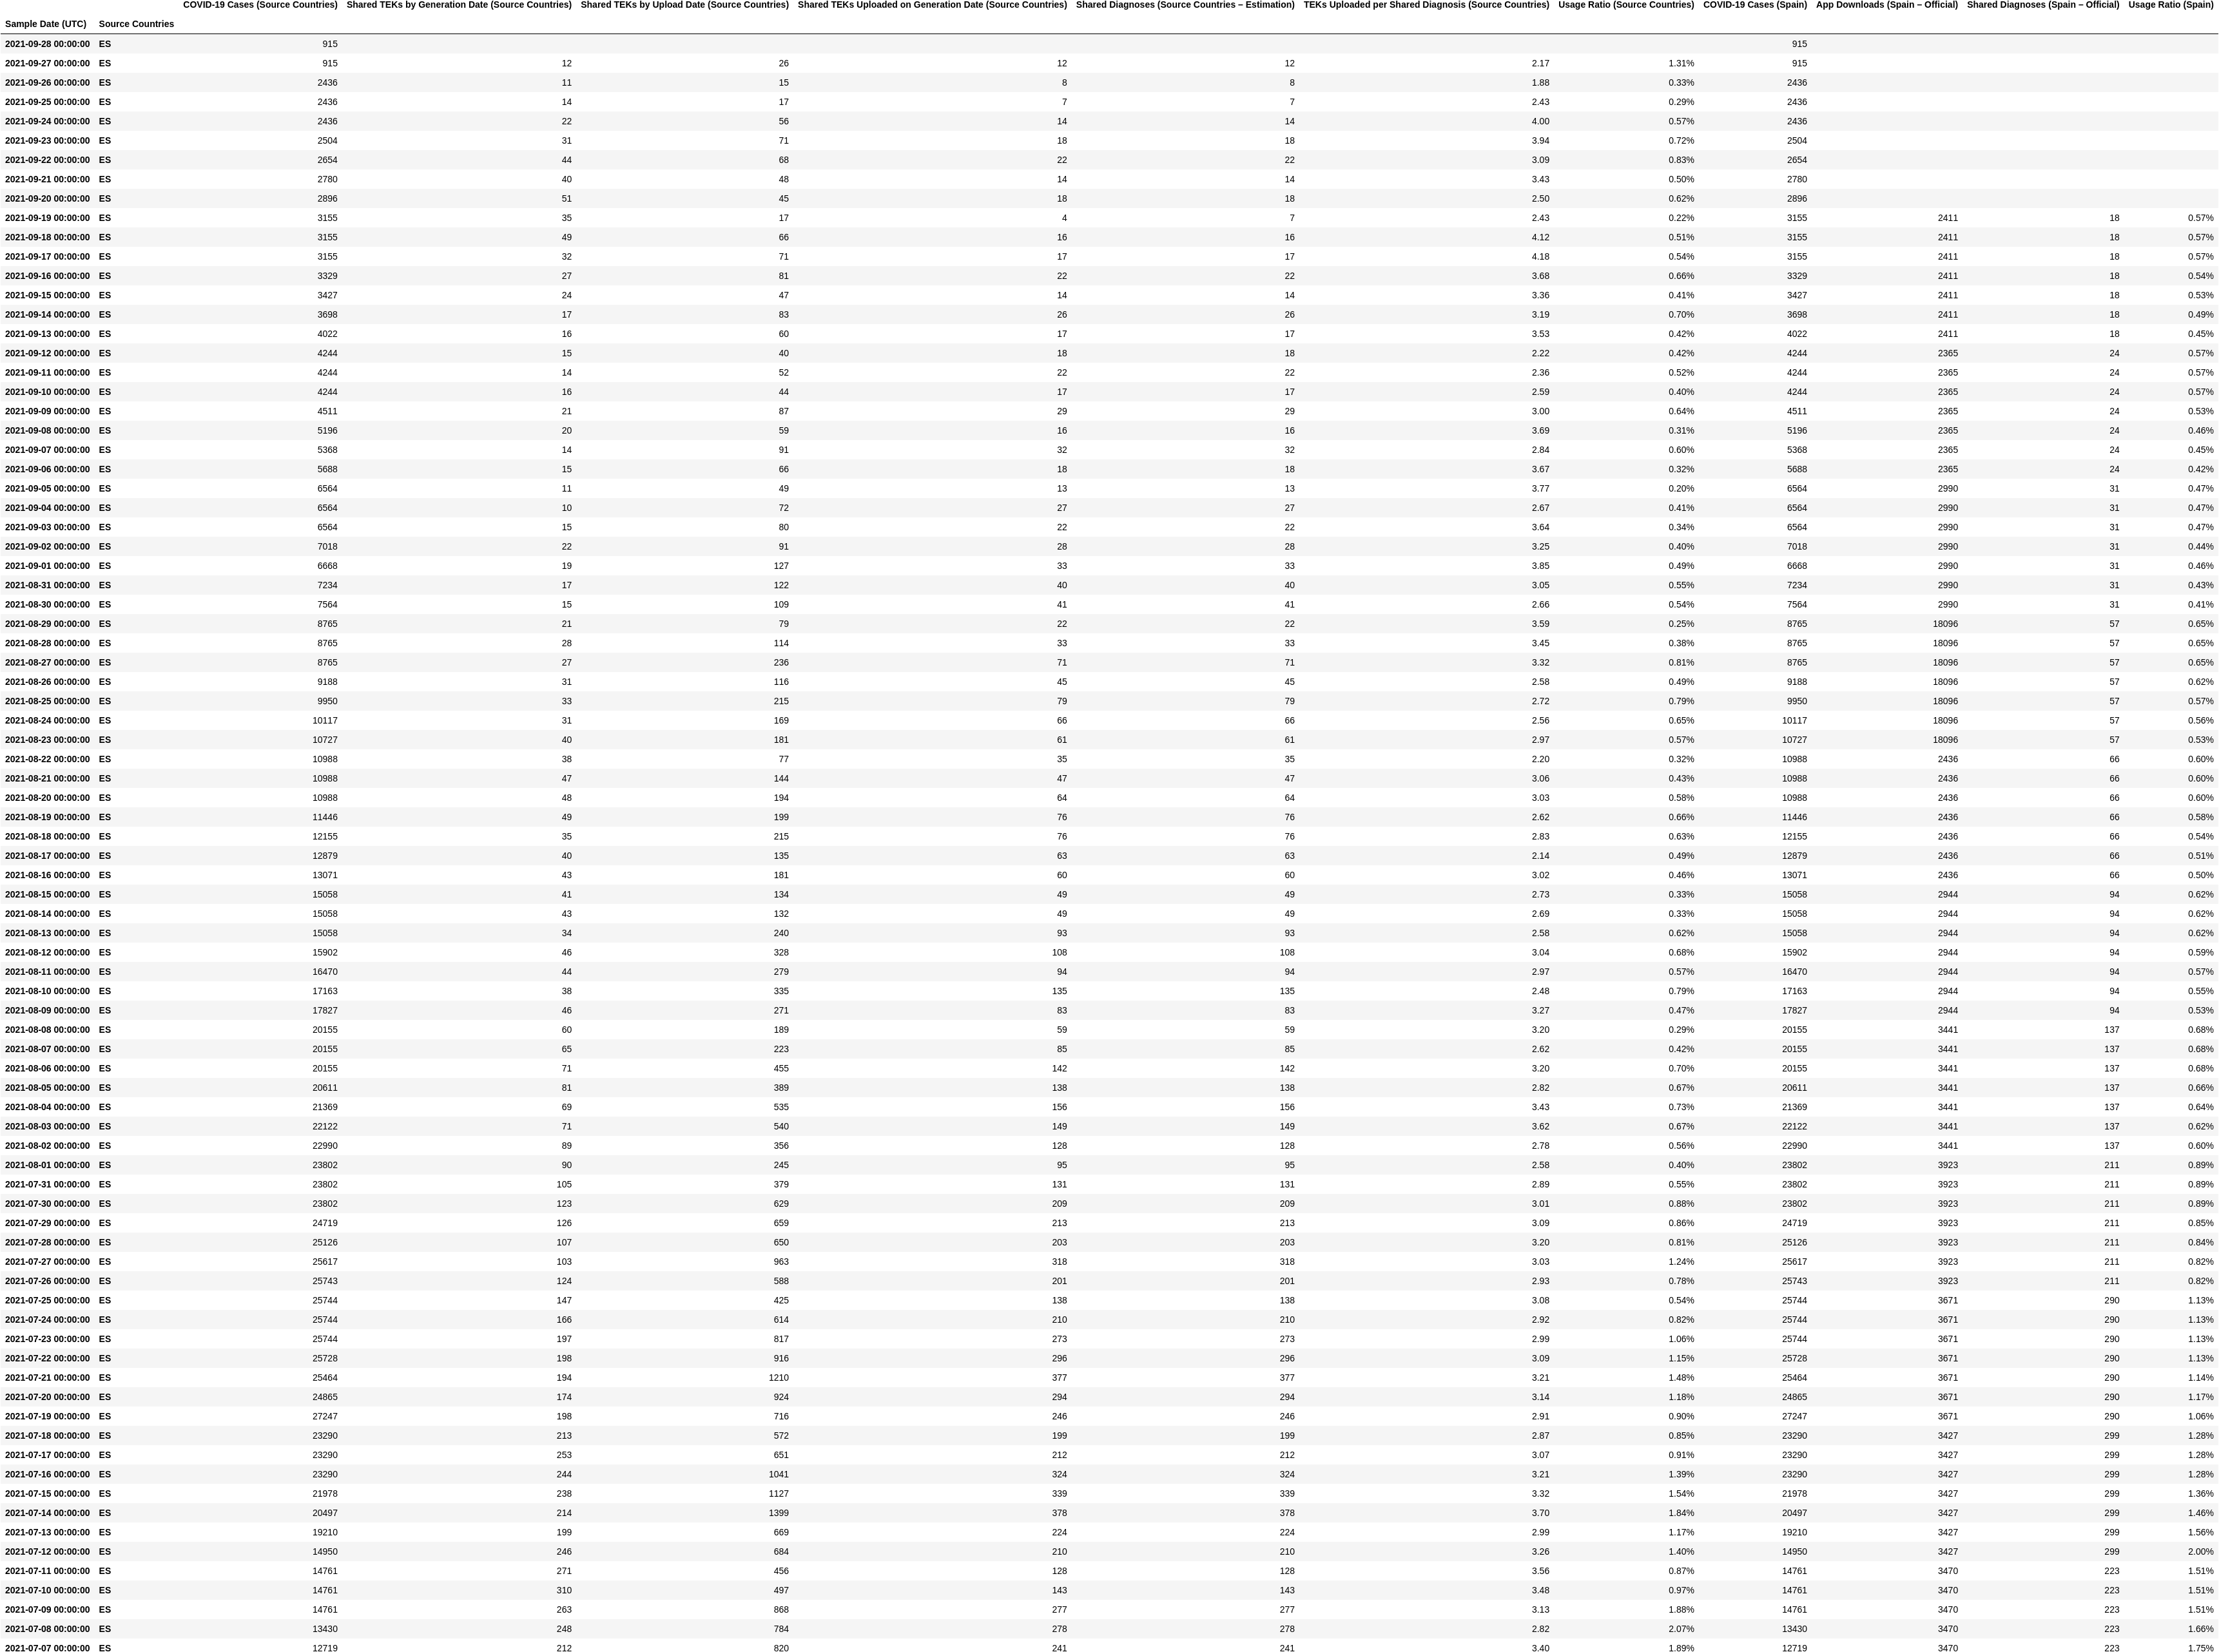 COVID-19 Cases (Source Countries) Shared TEKs by Generation Date (Source Countries) Shared TEKs by Upload Date (Source Countries) Shared TEKs Uploaded on Generation Date (Source Countries) Shared Diagnoses (Source Countries – Estimation) TEKs Uploaded per Shared Diagnosis (Source Countries) Usage Ratio (Source Countries) COVID-19 Cases (Spain) App Downloads (Spain – Official) Shared Diagnoses (Spain – Official) Usage Ratio (Spain)
Sample Date (UTC) Source Countries
2021-09-28 00:00:00 ES 915 915
2021-09-27 00:00:00 ES 915 12 26 12 12 2.17 1.31% 915
2021-09-26 00:00:00 ES 2436 11 15 8 8 1.88 0.33% 2436
2021-09-25 00:00:00 ES 2436 14 17 7 7 2.43 0.29% 2436
2021-09-24 00:00:00 ES 2436 22 56 14 14 4.00 0.57% 2436
2021-09-23 00:00:00 ES 2504 31 71 18 18 3.94 0.72% 2504
2021-09-22 00:00:00 ES 2654 44 68 22 22 3.09 0.83% 2654
2021-09-21 00:00:00 ES 2780 40 48 14 14 3.43 0.50% 2780
2021-09-20 00:00:00 ES 2896 51 45 18 18 2.50 0.62% 2896
2021-09-19 00:00:00 ES 3155 35 17 4 7 2.43 0.22% 3155 2411 18 0.57%
2021-09-18 00:00:00 ES 3155 49 66 16 16 4.12 0.51% 3155 2411 18 0.57%
2021-09-17 00:00:00 ES 3155 32 71 17 17 4.18 0.54% 3155 2411 18 0.57%
2021-09-16 00:00:00 ES 3329 27 81 22 22 3.68 0.66% 3329 2411 18 0.54%
2021-09-15 00:00:00 ES 3427 24 47 14 14 3.36 0.41% 3427 2411 18 0.53%
2021-09-14 00:00:00 ES 3698 17 83 26 26 3.19 0.70% 3698 2411 18 0.49%
2021-09-13 00:00:00 ES 4022 16 60 17 17 3.53 0.42% 4022 2411 18 0.45%
2021-09-12 00:00:00 ES 4244 15 40 18 18 2.22 0.42% 4244 2365 24 0.57%
2021-09-11 00:00:00 ES 4244 14 52 22 22 2.36 0.52% 4244 2365 24 0.57%
2021-09-10 00:00:00 ES 4244 16 44 17 17 2.59 0.40% 4244 2365 24 0.57%
2021-09-09 00:00:00 ES 4511 21 87 29 29 3.00 0.64% 4511 2365 24 0.53%
2021-09-08 00:00:00 ES 5196 20 59 16 16 3.69 0.31% 5196 2365 24 0.46%
2021-09-07 00:00:00 ES 5368 14 91 32 32 2.84 0.60% 5368 2365 24 0.45%
2021-09-06 00:00:00 ES 5688 15 66 18 18 3.67 0.32% 5688 2365 24 0.42%
2021-09-05 00:00:00 ES 6564 11 49 13 13 3.77 0.20% 6564 2990 31 0.47%
2021-09-04 00:00:00 ES 6564 10 72 27 27 2.67 0.41% 6564 2990 31 0.47%
2021-09-03 00:00:00 ES 6564 15 80 22 22 3.64 0.34% 6564 2990 31 0.47%
2021-09-02 00:00:00 ES 7018 22 91 28 28 3.25 0.40% 7018 2990 31 0.44%
2021-09-01 00:00:00 ES 6668 19 127 33 33 3.85 0.49% 6668 2990 31 0.46%
2021-08-31 00:00:00 ES 7234 17 122 40 40 3.05 0.55% 7234 2990 31 0.43%
2021-08-30 00:00:00 ES 7564 15 109 41 41 2.66 0.54% 7564 2990 31 0.41%
2021-08-29 00:00:00 ES 8765 21 79 22 22 3.59 0.25% 8765 18096 57 0.65%
2021-08-28 00:00:00 ES 8765 28 114 33 33 3.45 0.38% 8765 18096 57 0.65%
2021-08-27 00:00:00 ES 8765 27 236 71 71 3.32 0.81% 8765 18096 57 0.65%
2021-08-26 00:00:00 ES 9188 31 116 45 45 2.58 0.49% 9188 18096 57 0.62%
2021-08-25 00:00:00 ES 9950 33 215 79 79 2.72 0.79% 9950 18096 57 0.57%
2021-08-24 00:00:00 ES 10117 31 169 66 66 2.56 0.65% 10117 18096 57 0.56%
2021-08-23 00:00:00 ES 10727 40 181 61 61 2.97 0.57% 10727 18096 57 0.53%
2021-08-22 00:00:00 ES 10988 38 77 35 35 2.20 0.32% 10988 2436 66 0.60%
2021-08-21 00:00:00 ES 10988 47 144 47 47 3.06 0.43% 10988 2436 66 0.60%
2021-08-20 00:00:00 ES 10988 48 194 64 64 3.03 0.58% 10988 2436 66 0.60%
2021-08-19 00:00:00 ES 11446 49 199 76 76 2.62 0.66% 11446 2436 66 0.58%
2021-08-18 00:00:00 ES 12155 35 215 76 76 2.83 0.63% 12155 2436 66 0.54%
2021-08-17 00:00:00 ES 12879 40 135 63 63 2.14 0.49% 12879 2436 66 0.51%
2021-08-16 00:00:00 ES 13071 43 181 60 60 3.02 0.46% 13071 2436 66 0.50%
2021-08-15 00:00:00 ES 15058 41 134 49 49 2.73 0.33% 15058 2944 94 0.62%
2021-08-14 00:00:00 ES 15058 43 132 49 49 2.69 0.33% 15058 2944 94 0.62%
2021-08-13 00:00:00 ES 15058 34 240 93 93 2.58 0.62% 15058 2944 94 0.62%
2021-08-12 00:00:00 ES 15902 46 328 108 108 3.04 0.68% 15902 2944 94 0.59%
2021-08-11 00:00:00 ES 16470 44 279 94 94 2.97 0.57% 16470 2944 94 0.57%
2021-08-10 00:00:00 ES 17163 38 335 135 135 2.48 0.79% 17163 2944 94 0.55%
2021-08-09 00:00:00 ES 17827 46 271 83 83 3.27 0.47% 17827 2944 94 0.53%
2021-08-08 00:00:00 ES 20155 60 189 59 59 3.20 0.29% 20155 3441 137 0.68%
2021-08-07 00:00:00 ES 20155 65 223 85 85 2.62 0.42% 20155 3441 137 0.68%
2021-08-06 00:00:00 ES 20155 71 455 142 142 3.20 0.70% 20155 3441 137 0.68%
2021-08-05 00:00:00 ES 20611 81 389 138 138 2.82 0.67% 20611 3441 137 0.66%
2021-08-04 00:00:00 ES 21369 69 535 156 156 3.43 0.73% 21369 3441 137 0.64%
2021-08-03 00:00:00 ES 22122 71 540 149 149 3.62 0.67% 22122 3441 137 0.62%
2021-08-02 00:00:00 ES 22990 89 356 128 128 2.78 0.56% 22990 3441 137 0.60%
2021-08-01 00:00:00 ES 23802 90 245 95 95 2.58 0.40% 23802 3923 211 0.89%
2021-07-31 00:00:00 ES 23802 105 379 131 131 2.89 0.55% 23802 3923 211 0.89%
2021-07-30 00:00:00 ES 23802 123 629 209 209 3.01 0.88% 23802 3923 211 0.89%
2021-07-29 00:00:00 ES 24719 126 659 213 213 3.09 0.86% 24719 3923 211 0.85%
2021-07-28 00:00:00 ES 25126 107 650 203 203 3.20 0.81% 25126 3923 211 0.84%
2021-07-27 00:00:00 ES 25617 103 963 318 318 3.03 1.24% 25617 3923 211 0.82%
2021-07-26 00:00:00 ES 25743 124 588 201 201 2.93 0.78% 25743 3923 211 0.82%
2021-07-25 00:00:00 ES 25744 147 425 138 138 3.08 0.54% 25744 3671 290 1.13%
2021-07-24 00:00:00 ES 25744 166 614 210 210 2.92 0.82% 25744 3671 290 1.13%
2021-07-23 00:00:00 ES 25744 197 817 273 273 2.99 1.06% 25744 3671 290 1.13%
2021-07-22 00:00:00 ES 25728 198 916 296 296 3.09 1.15% 25728 3671 290 1.13%
2021-07-21 00:00:00 ES 25464 194 1210 377 377 3.21 1.48% 25464 3671 290 1.14%
2021-07-20 00:00:00 ES 24865 174 924 294 294 3.14 1.18% 24865 3671 290 1.17%
2021-07-19 00:00:00 ES 27247 198 716 246 246 2.91 0.90% 27247 3671 290 1.06%
2021-07-18 00:00:00 ES 23290 213 572 199 199 2.87 0.85% 23290 3427 299 1.28%
2021-07-17 00:00:00 ES 23290 253 651 212 212 3.07 0.91% 23290 3427 299 1.28%
2021-07-16 00:00:00 ES 23290 244 1041 324 324 3.21 1.39% 23290 3427 299 1.28%
2021-07-15 00:00:00 ES 21978 238 1127 339 339 3.32 1.54% 21978 3427 299 1.36%
2021-07-14 00:00:00 ES 20497 214 1399 378 378 3.70 1.84% 20497 3427 299 1.46%
2021-07-13 00:00:00 ES 19210 199 669 224 224 2.99 1.17% 19210 3427 299 1.56%
2021-07-12 00:00:00 ES 14950 246 684 210 210 3.26 1.40% 14950 3427 299 2.00%
2021-07-11 00:00:00 ES 14761 271 456 128 128 3.56 0.87% 14761 3470 223 1.51%
2021-07-10 00:00:00 ES 14761 310 497 143 143 3.48 0.97% 14761 3470 223 1.51%
2021-07-09 00:00:00 ES 14761 263 868 277 277 3.13 1.88% 14761 3470 223 1.51%
2021-07-08 00:00:00 ES 13430 248 784 278 278 2.82 2.07% 13430 3470 223 1.66%
2021-07-07 00:00:00 ES 12719 212 820 241 241 3.40 1.89% 12719 3470 223 1.75%